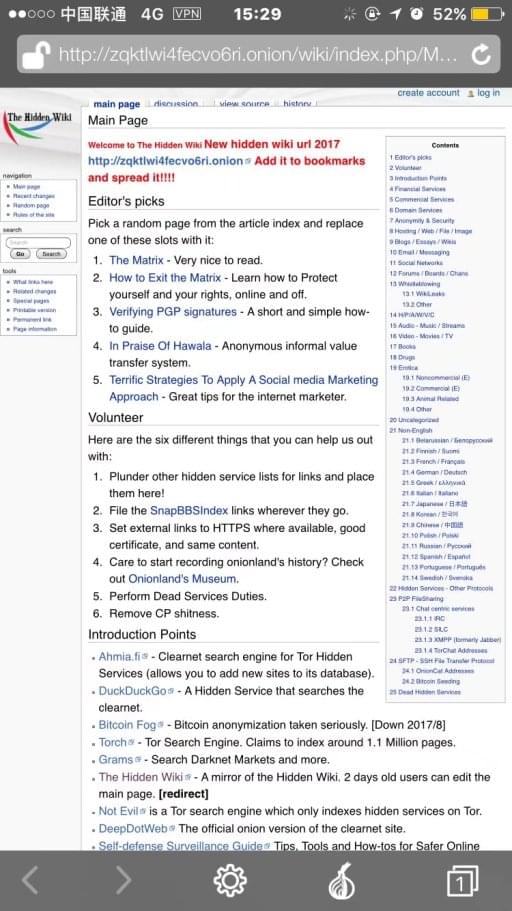 中国联通 4G VPN 15:29 52%
http://zqktlwi4fecvo6ri.onion/wiki/index.php/M...
create account log in
The Hidden Wiki
main page discussion view source history
Main Page
Welcome to The Hidden Wiki New hidden wiki url 2017
http://zqktlwi4fecvo6ri.onion Add it to bookmarks
and spread it!!!!
Editor's picks
Pick a random page from the article index and replace
one of these slots with it:
1. The Matrix - Very nice to read.
2. How to Exit the Matrix - Learn how to Protect
yourself and your rights, online and off.
3. Verifying PGP signatures - A short and simple how-
to guide.
4. In Praise Of Hawala - Anonymous informal value
transfer system.
5. Terrific Strategies To Apply A Social media Marketing
Approach - Great tips for the internet marketer.
Volunteer
Here are the six different things that you can help us out
with:
1. Plunder other hidden service lists for links and place
them here!
2. File the SnapBBSIndex links wherever they go.
3. Set external links to HTTPS where available, good
certificate, and same content.
4. Care to start recording onionland's history? Check
out Onionland's Museum.
5. Perform Dead Services Duties.
6. Remove CP shitness.
Introduction Points
Ahmia.fi - Clearnet search engine for Tor Hidden
Services (allows you to add new sites to its database).
DuckDuckGo - A Hidden Service that searches the
clearnet.
Bitcoin Fog - Bitcoin anonymization taken seriously. [Down 2017/8]
Torch - Tor Search Engine. Claims to index around 1.1 Million pages.
Grams - Search Darknet Markets and more.
The Hidden Wiki - A mirror of the Hidden Wiki. 2 days old users can edit the
main page. [redirect]
Not Evil is a Tor search engine which only indexes hidden services on Tor.
DeepDotWeb The official onion version of the clearnet site.
Self-defense Surveillance Guide Tips, Tools and How-tos for Safer Online
navigation
Main page
Recent changes
Random page
Rules of the site
search
Search
Go Search
tools
What links here
Related changes
Special pages
Printable version
Permanent link
Page information
Contents
1 Editor's picks
2 Volunteer
3 Introduction Points
4 Financial Services
5 Commercial Services
6 Domain Services
7 Anonymity & Security
8 Hosting / Web / File / Image
9 Blogs / Essays / Wikis
10 Email / Messaging
11 Social Networks
12 Forums / Boards / Chans
13 Whistleblowing
13.1 WikiLeaks
13.2 Other
14 H/P/A/W/V/C
15 Audio - Music / Streams
16 Video - Movies / TV
17 Books
18 Drugs
19 Erotica
19.1 Noncommercial (E)
19.2 Commercial (E)
19.3 Animal Related
19.4 Other
20 Uncategorized
21 Non-English
21.1 Belarussian / Белорусский
21.2 Finnish / Suomi
21.3 French / Français
21.4 German / Deutsch
21.5 Greek / ελληνικά
21.6 Italian / Italiano
21.7 Japanese / 日本語
21.8 Korean / 한국어
21.9 Chinese / 中国語
21.10 Polish / Polski
21.11 Russian / Русский
21.12 Spanish / Español
21.13 Portuguese / Português
21.14 Swedish / Svenska
22 Hidden Services - Other Protocols
23 P2P FileSharing
23.1 Chat centric services
23.1.1 IRC
23.1.2 SILC
23.1.3 XMPP (formerly Jabber)
23.1.4 TorChat Addresses
24 SFTP - SSH File Transfer Protocol
24.1 OnionCat Addresses
24.2 Bitcoin Seeding
25 Dead Hidden Services
1